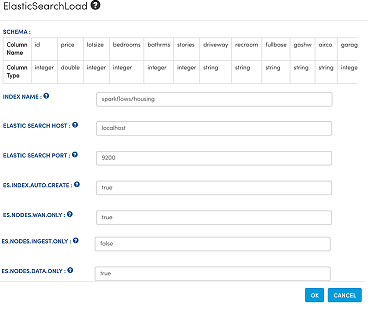 ElasticSearchLoad
SCHEMA :
Column Name id price lotsize bedrooms bathrms stories driveway recroom fullbase gashw airco garag
Column Type integer double integer integer integer integer string string string string string intege
INDEX NAME :
sparkflows/housing
ELASTIC SEARCH HOST :
localhost
ELASTIC SEARCH PORT :
9200
ES.INDEX.AUTO.CREATE :
true
ES.NODES.WAN.ONLY :
true
ES.NODES.INGEST.ONLY :
false
ES.NODES.DATA.ONLY :
true
OK CANCEL